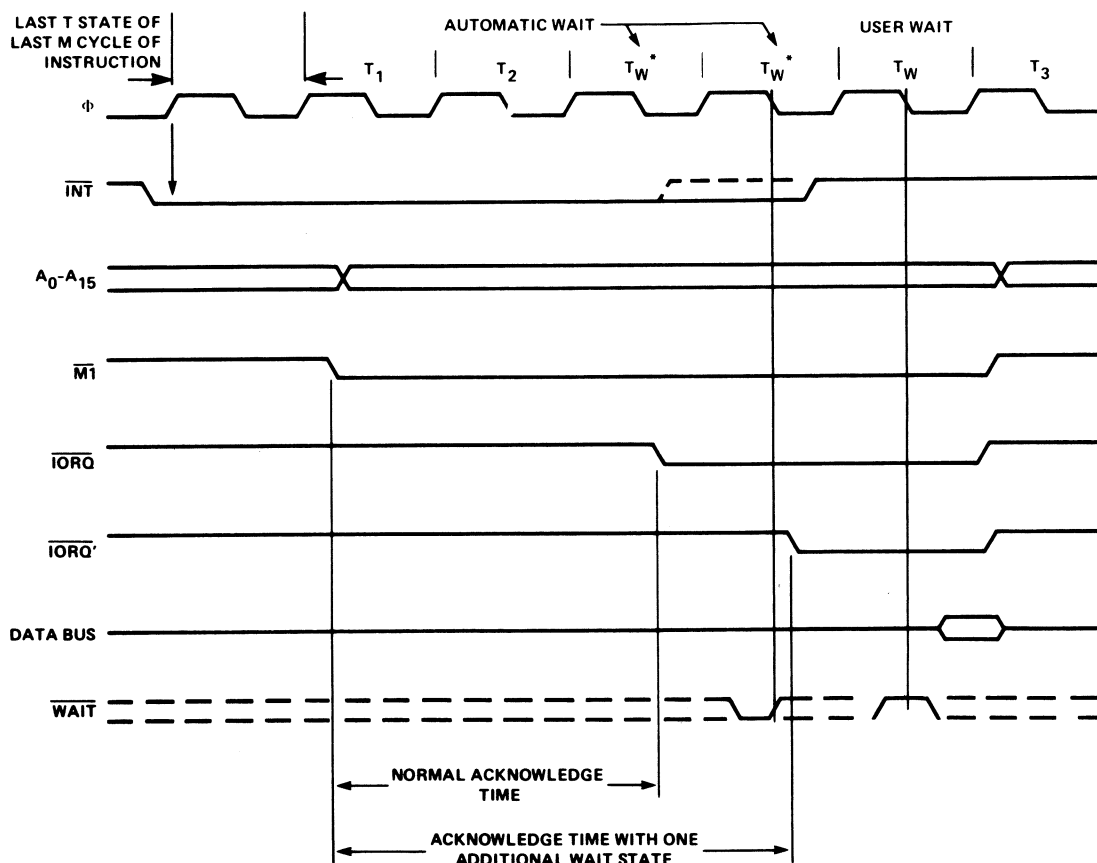 LAST T STATE OF
LAST M CYCLE OF
INSTRUCTION
AUTOMATIC WAIT
USER WAIT
T1 T2 TW* TW* TW T3
Φ
INT
A0-A15
M1
IORQ
IORQ'
DATA BUS
WAIT
NORMAL ACKNOWLEDGE
TIME
ACKNOWLEDGE TIME WITH ONE
ADDITIONAL WAIT STATE